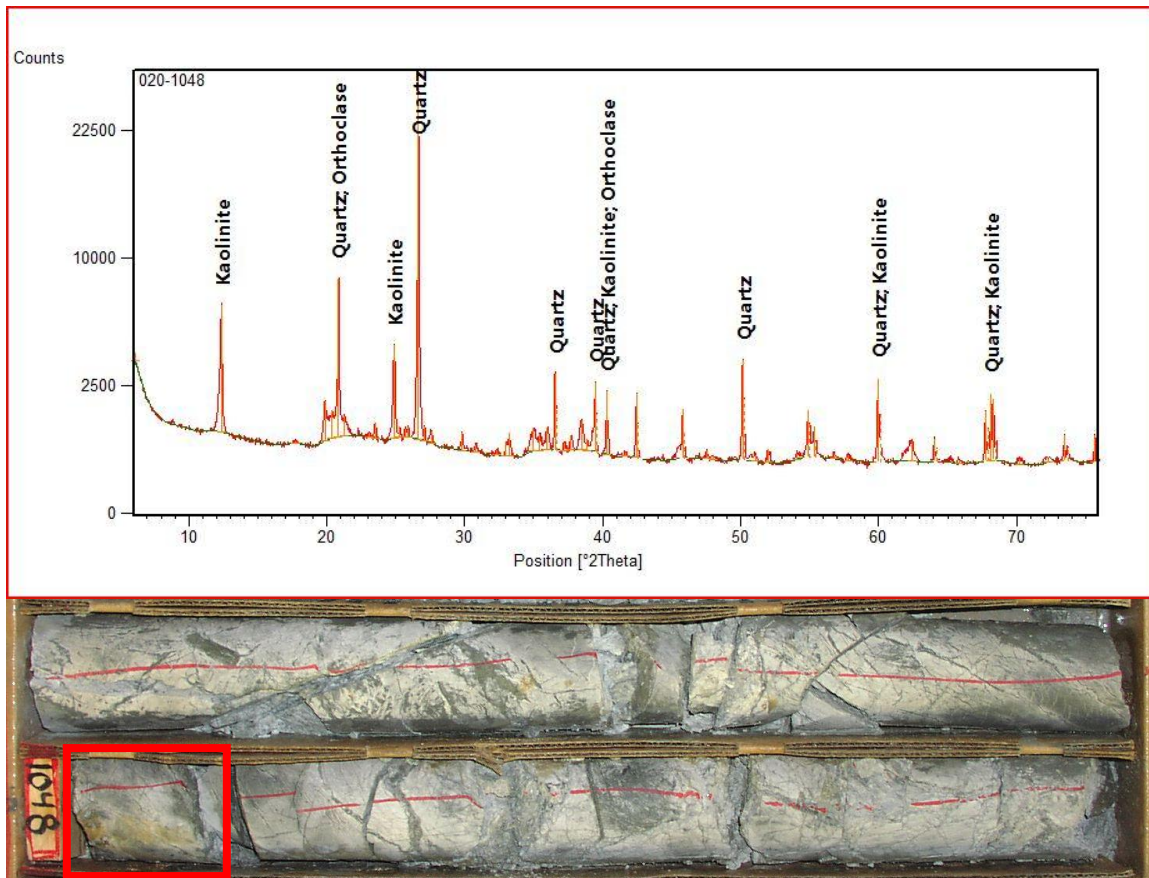 Counts
020-1048
22500
10000
2500
0
Kaolinite
Quartz; Orthoclase
Kaolinite
Quartz
Quartz
Quartz
Quartz; Kaolinite; Orthoclase
Quartz
Quartz; Kaolinite
Quartz; Kaolinite
10 20 30 40 50 60 70
Position [°2Theta]
1048